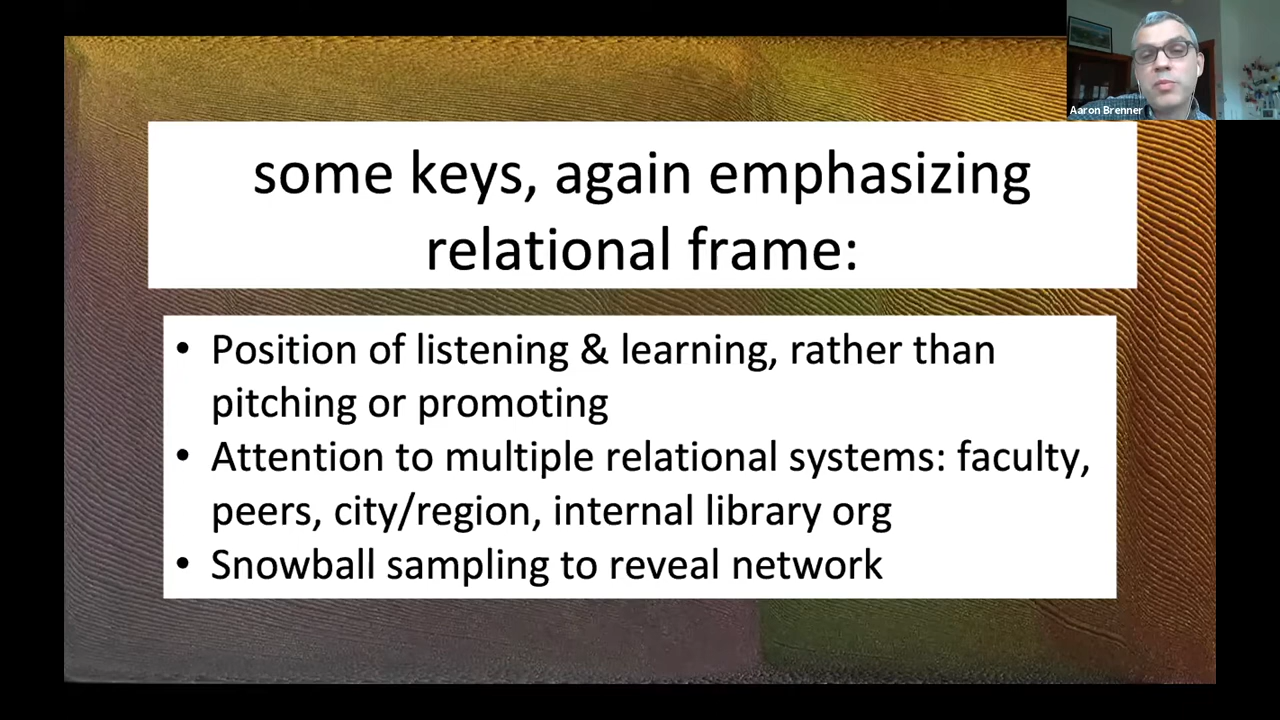 Aaron Brenner
some keys, again emphasizing
relational frame:
• Position of listening & learning, rather than
pitching or promoting
• Attention to multiple relational systems: faculty,
peers, city/region, internal library org
• Snowball sampling to reveal network